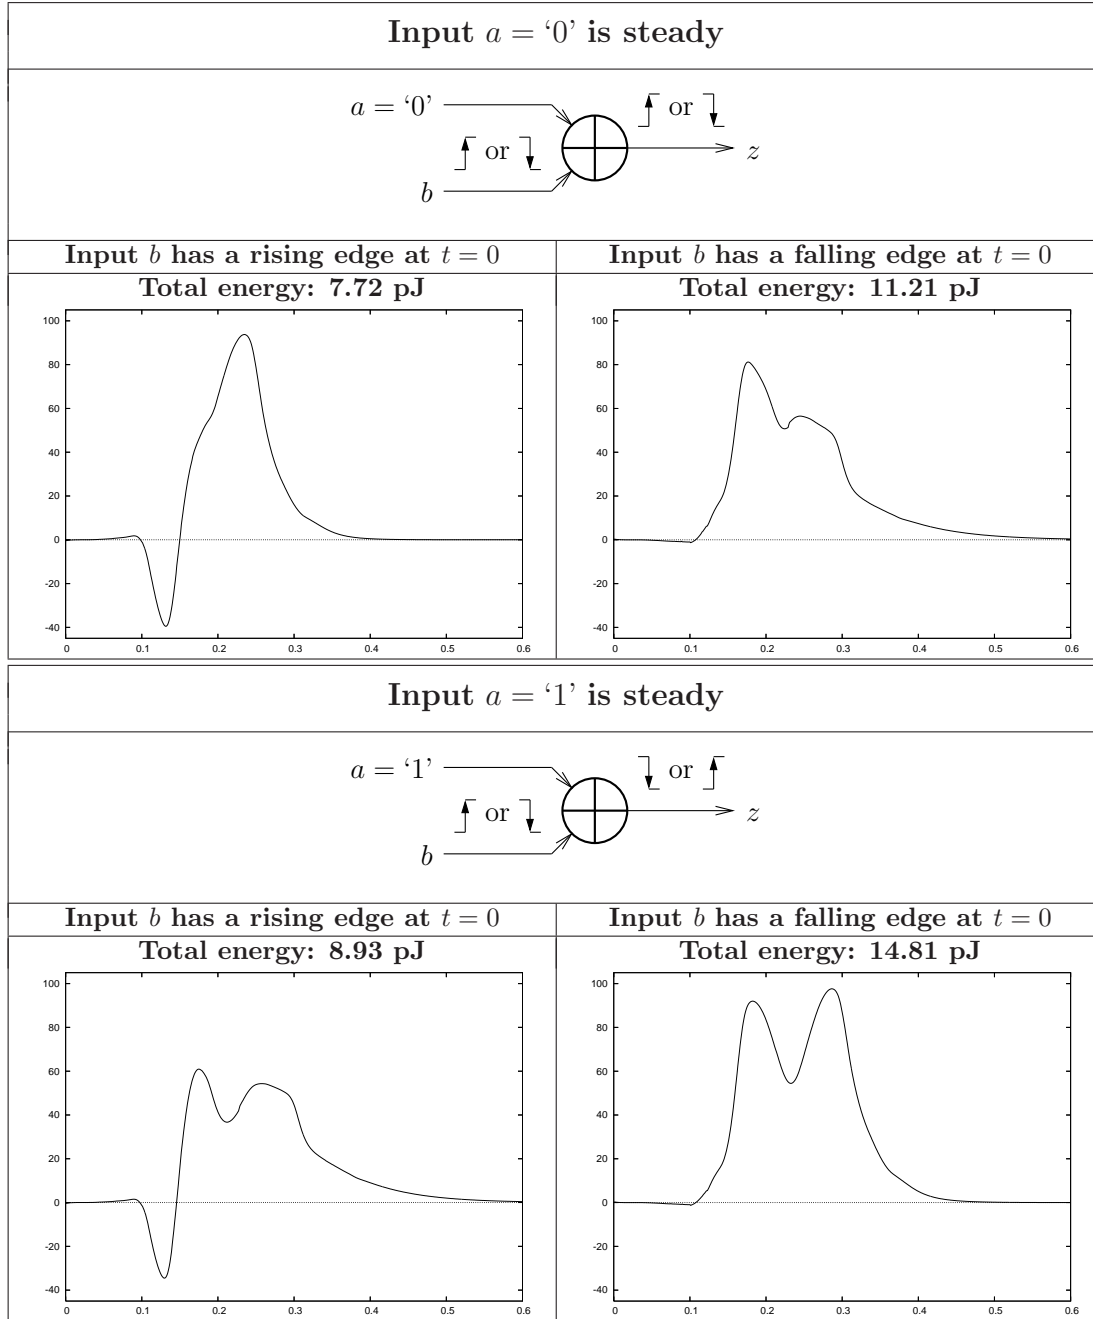 Input a = ‘0’ is steady
a = ‘0’
or
or
z
b
Input b has a rising edge at t = 0
Input b has a falling edge at t = 0
Total energy: 7.72 pJ
Total energy: 11.21 pJ
100
80
60
40
20
0
-20
-40
0 0.1 0.2 0.3 0.4 0.5 0.6
100
80
60
40
20
0
-20
-40
0 0.1 0.2 0.3 0.4 0.5 0.6
Input a = ‘1’ is steady
a = ‘1’
or
or
z
b
Input b has a rising edge at t = 0
Input b has a falling edge at t = 0
Total energy: 8.93 pJ
Total energy: 14.81 pJ
100
80
60
40
20
0
-20
-40
0 0.1 0.2 0.3 0.4 0.5 0.6
100
80
60
40
20
0
-20
-40
0 0.1 0.2 0.3 0.4 0.5 0.6